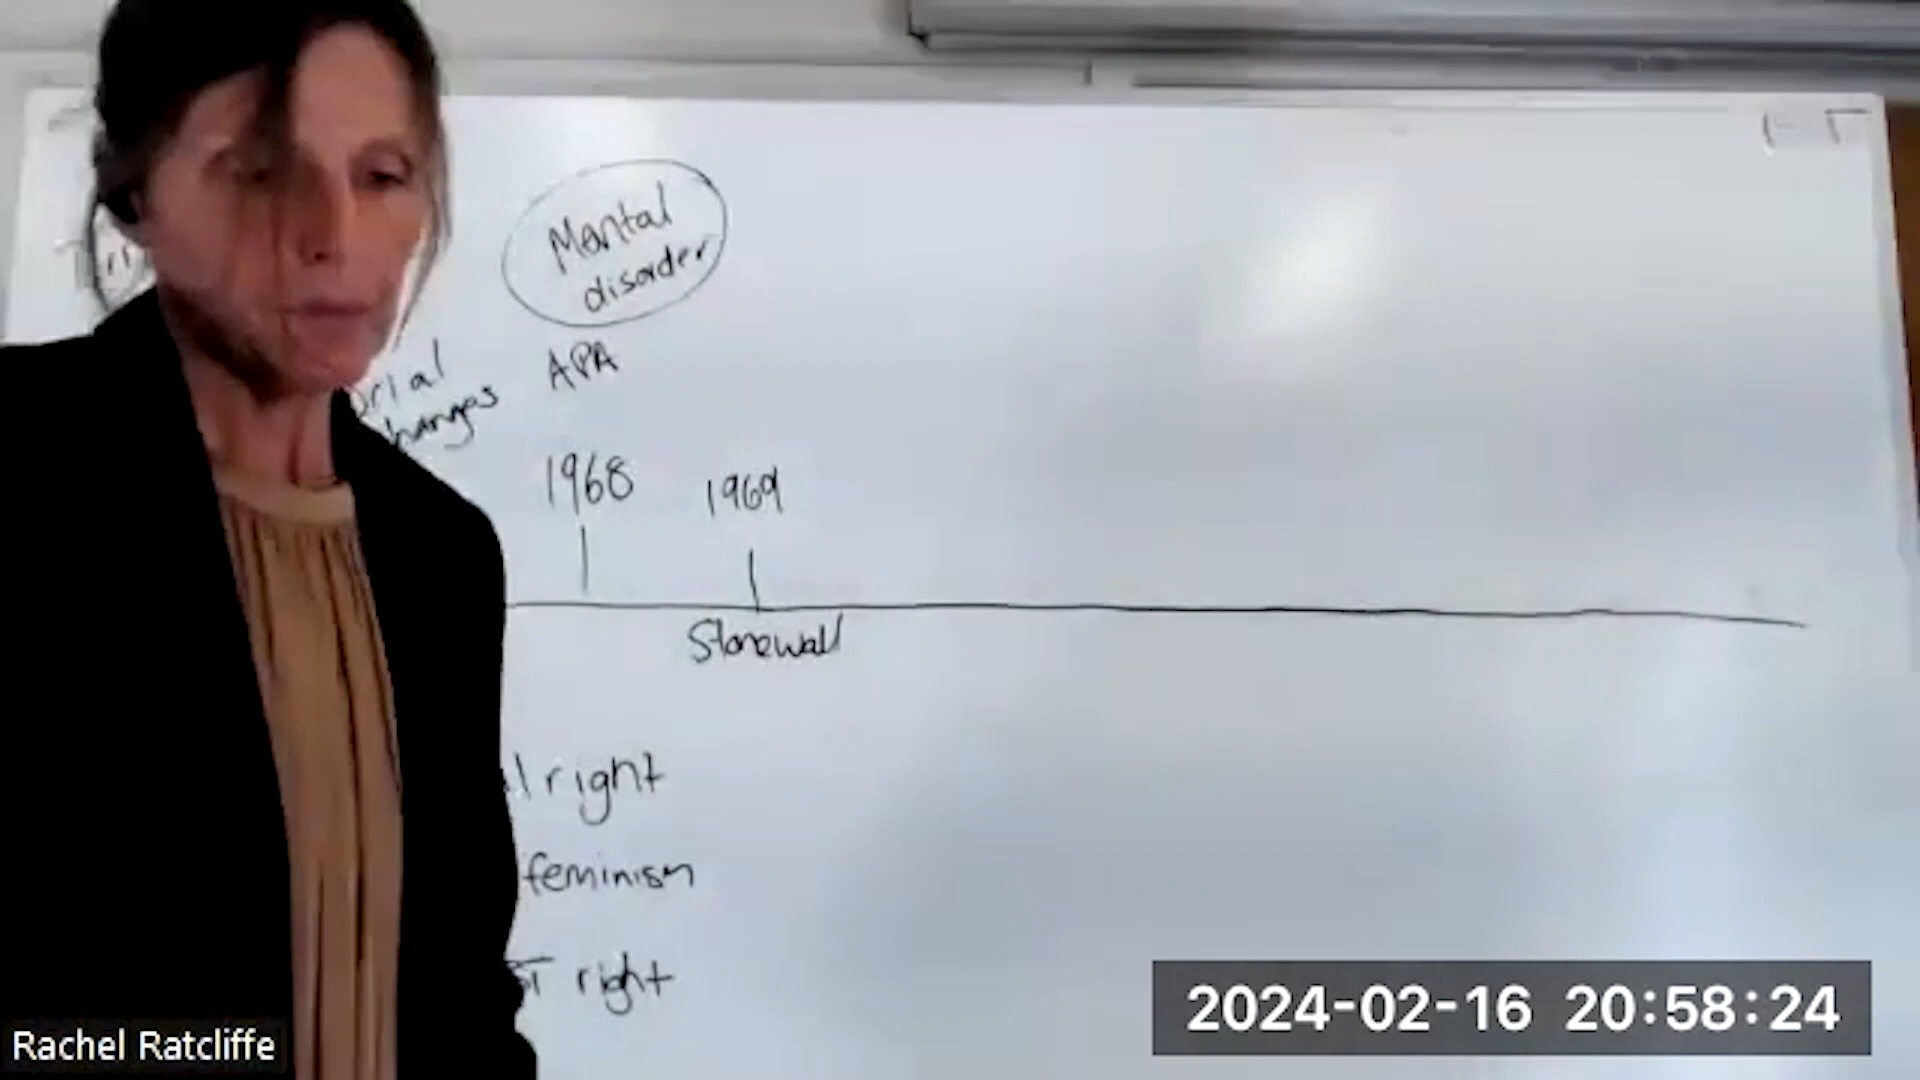 Mental
disorder
APA
1968
1969
Stonewall
right
feminism
right
2024-02-16 20:58:24
Rachel Ratcliffe